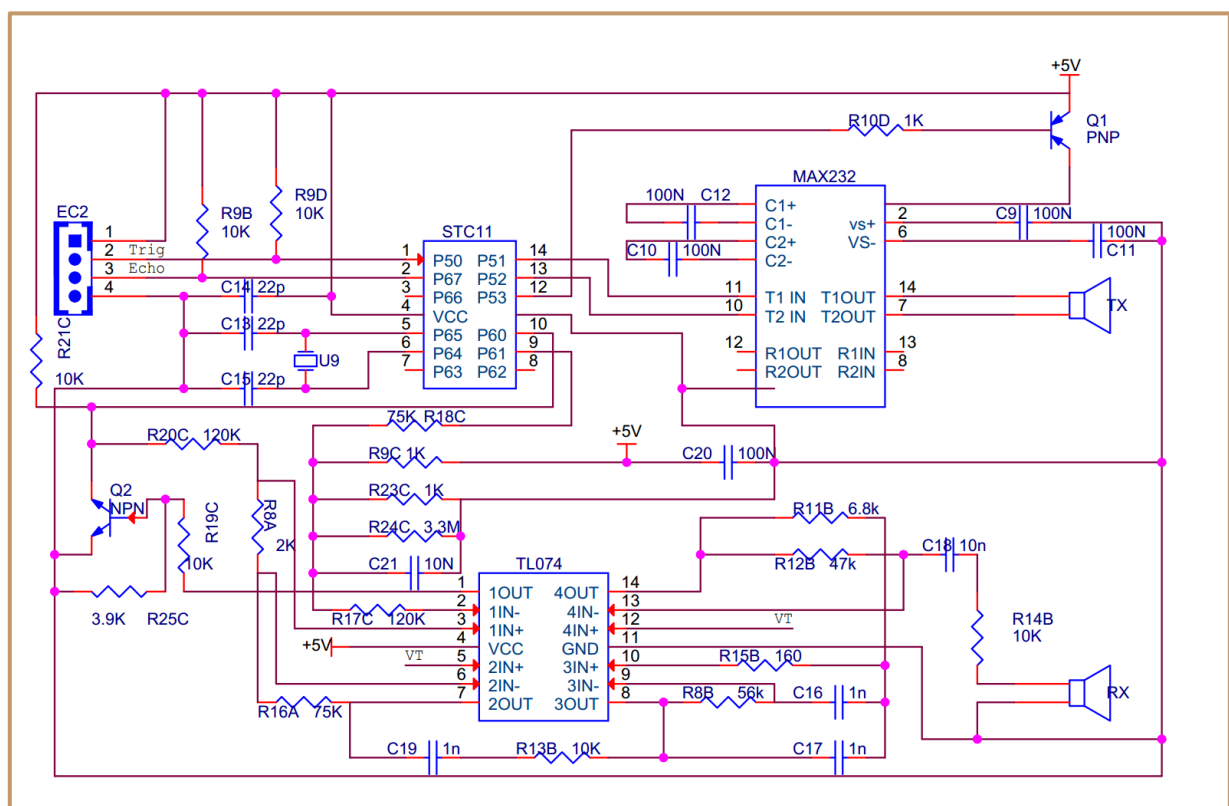 +5V
R10D 1K
Q1
PNP
MAX232
R9D
10K
R9B
10K
EC2
1
2 Trig
3 Echo
4
STC11
1 P50 P51 14
2 P67 P52 13
3 P66 P53 12
4 VCC
5 P65 P60 10
6 P64 P61 9
7 P63 P62 8
100N C12
C10 100N
C1+
C1- vs+ 2
C2+ VS- 6
C2-
C9 100N
100N
C11
11 T1 IN T1OUT 14
10 T2 IN T2OUT 7
12 R1OUT R1IN 13
R2OUT R2IN 8
TX
C14 22p
C13 22p
U9
C15 22p
R21C
10K
75K R18C
R9C 1K
+5V
C20 100N
R23C 1K
R24C 3.3M
C21 10N
R17C 120K
R20C 120K
Q2
NPN
R19C
10K
R8A
2K
3.9K R25C
R11B 6.8k
R12B 47k
C18 10n
R14B
10K
TL074
1 1OUT 4OUT 14
2 1IN- 4IN- 13
3 1IN+ 4IN+ 12 VT
+5V 4 VCC GND 11
VT 5 2IN+ 3IN+ 10
6 2IN- 3IN- 9
7 2OUT 3OUT 8
R15B 160
R8B 56k
C16 1n
RX
R16A 75K
C19 1n
R13B 10K
C17 1n